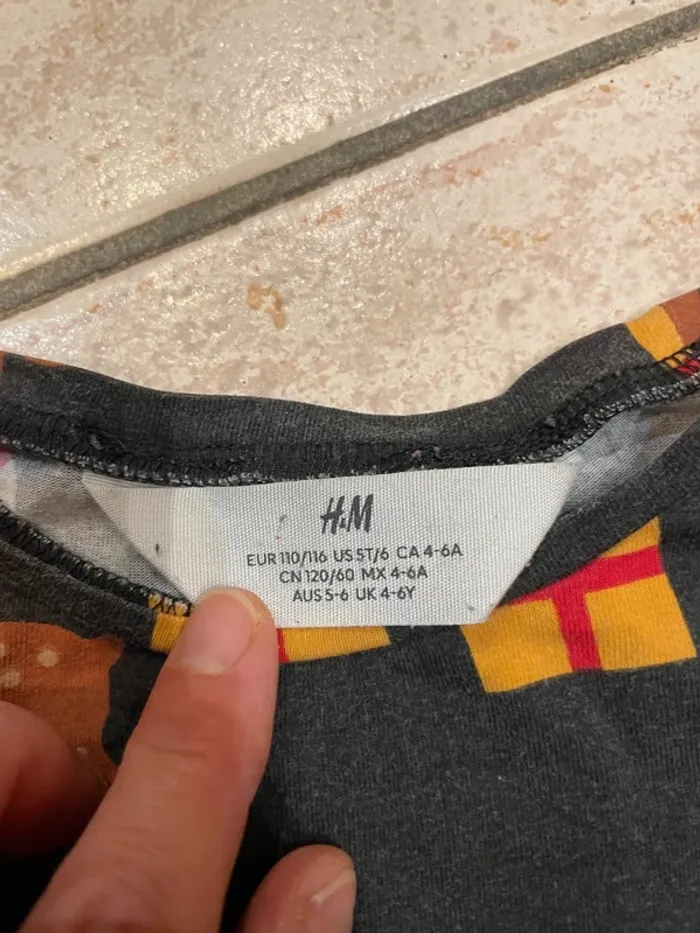 H&M
EUR 110/116 US 5T/6 CA 4-6A
CN 120/60 MX 4-6A
AUS 5-6 UK 4-6Y